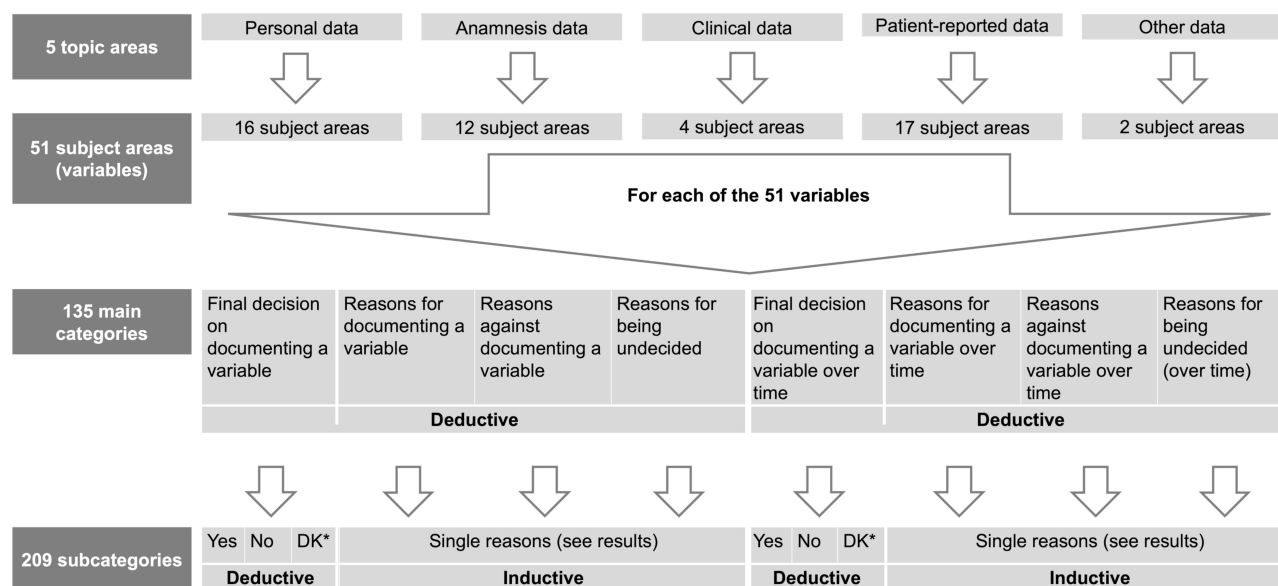 5 topic areas
Personal data
Anamnesis data
Clinical data
Patient-reported data
Other data
51 subject areas
(variables)
16 subject areas
12 subject areas
4 subject areas
17 subject areas
2 subject areas
For each of the 51 variables
135 main
categories
Final decision
on
documenting a
variable
Reasons for
documenting a
variable
Reasons
against
documenting a
variable
Reasons for
being
undecided
Final decision
on
documenting a
variable over
time
Reasons for
documenting a
variable over
time
Reasons
against
documenting a
variable over
time
Reasons for
being
undecided
(over time)
Deductive
Deductive
209 subcategories
Yes
No
DK*
Single reasons (see results)
Yes
No
DK*
Single reasons (see results)
Deductive
Inductive
Deductive
Inductive